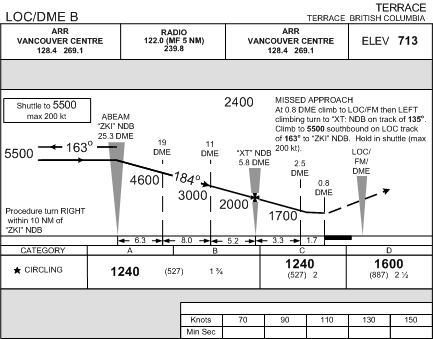 LOC/DME B
TERRACE
TERRACE BRITISH COLUMBIA
ARR
VANCOUVER CENTRE
128.4 269.1
RADIO
122.0 (MF 5 NM)
239.8
ARR
VANCOUVER CENTRE
128.4 269.1
ELEV 713
Shuttle to 5500
max 200 kt
2400
MISSED APPROACH
At 0.8 DME climb to LOC/FM then LEFT
climbing turn to "XT: NDB on track of 135°.
Climb to 5500 southbound on LOC track
of 163° to "ZKI" NDB. Hold in shuttle (max
200 kt).
ABEAM
"ZKI" NDB
25.3 DME
19
DME
11
DME
"XT" NDB
5.8 DME
2.5
DME
0.8
DME
LOC/
FM/
DME
5500
163°
4600
184°
3000
2000
1700
Procedure turn RIGHT
within 10 NM of
"ZKI" NDB
6.3 8.0 5.2 3.3 1.7
CATEGORY A B C D
★ CIRCLING
1240 (527) 1 ¾
1240
(527) 2
1600
(887) 2 ½
Knots 70 90 110 130 150
Min Sec